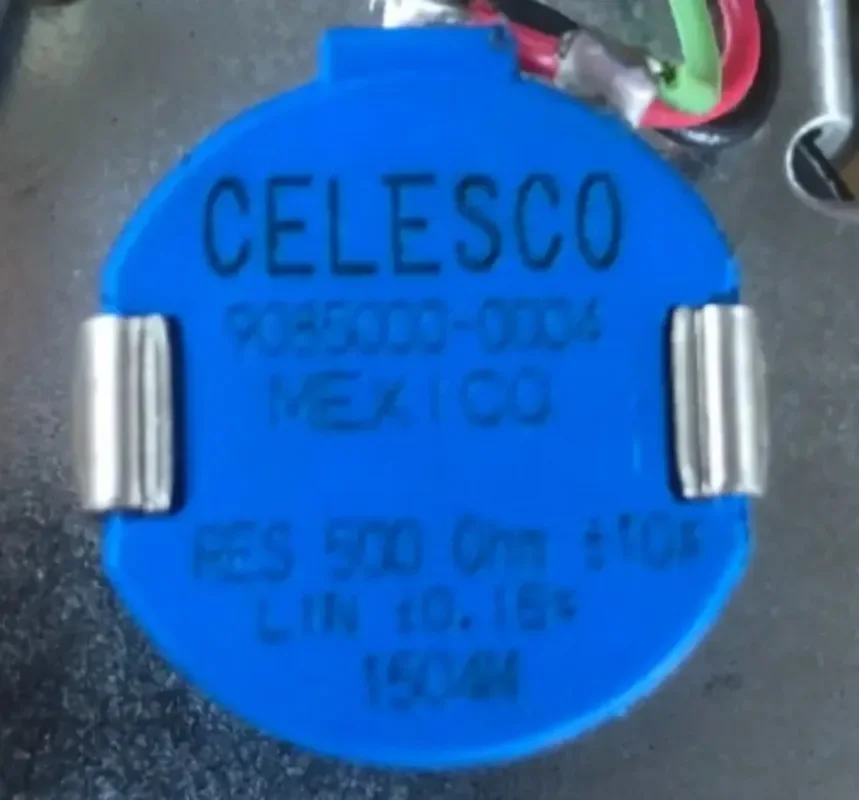 CELESCO
9085000-0004
MEXICO
RES 500 Ohm ±10%
LIN ±0.15%
1504M